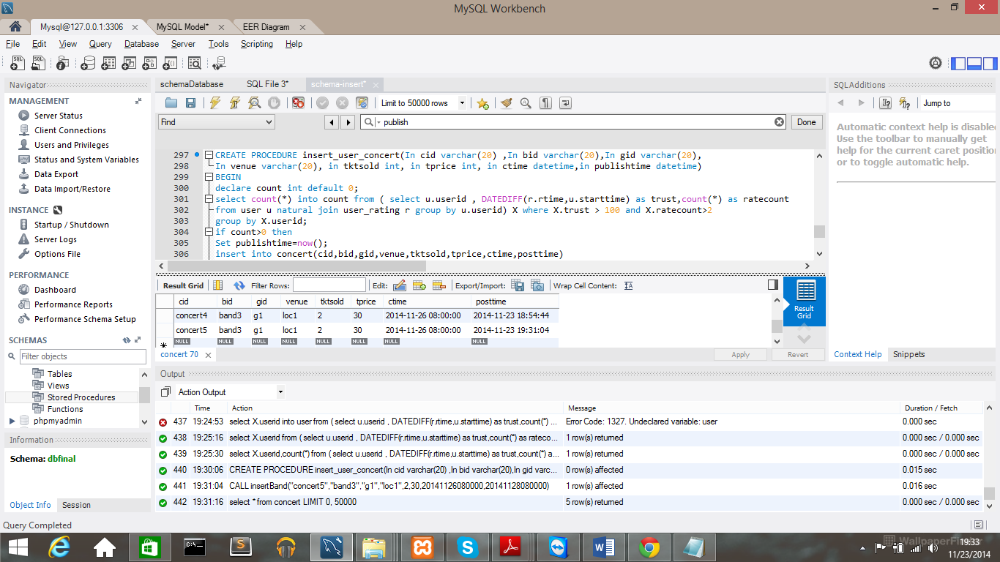 MySQL Workbench
Mysql@127.0.0.1:3306 MySQL Model* EER Diagram
File Edit View Query Database Server Tools Scripting Help
Navigator
MANAGEMENT
Server Status
Client Connections
Users and Privileges
Status and System Variables
Data Export
Data Import/Restore
INSTANCE
Startup / Shutdown
Server Logs
Options File
PERFORMANCE
Dashboard
Performance Reports
Performance Schema Setup
SCHEMAS
Filter objects
Tables
Views
Stored Procedures
Functions
phpmyadmin
Information
Schema: dbfinal
Object Info Session
schemaDatabase SQL File 3* schema-insert*
Limit to 50000 rows
Find publish Done
297 CREATE PROCEDURE insert_user_concert(In cid varchar(20) ,In bid varchar(20),In gid varchar(20),
298 In venue varchar(20), in tktsold int, in tprice int, in ctime datetime,in publishtime datetime)
299 BEGIN
300 declare count int default 0;
301 select count(*) into count from ( select u.userid , DATEDIFF(r.rtime,u.starttime) as trust,count(*) as ratecount
302 from user u natural join user_rating r group by u.userid) X where X.trust > 100 and X.ratecount>2
303 group by X.userid;
304 if count>0 then
305 Set publishtime=now();
306 insert into concert(cid,bid,gid,venue,tktsold,tprice,ctime,posttime)
Result Grid Filter Rows: Edit: Export/Import: Wrap Cell Content:
cid bid gid venue tktsold tprice ctime posttime
concert4 band3 g1 loc1 2 30 2014-11-26 08:00:00 2014-11-23 18:54:44
concert5 band3 g1 loc1 2 30 2014-11-26 08:00:00 2014-11-23 19:31:04
NULL NULL NULL NULL NULL NULL NULL NULL
Result Grid
concert 70 Apply Revert
SQLAdditions
Jump to
Automatic context help is disable
Use the toolbar to manually get
help for the current caret position
or to toggle automatic help.
Context Help Snippets
Output
Action Output
Time Action Message Duration / Fetch
437 19:24:53 select X.userid into user from ( select u.userid , DATEDIFF(r.rtime,u.starttime) as trust,count(*) ... Error Code: 1327. Undeclared variable: user 0.000 sec
438 19:25:16 select X.userid from ( select u.userid , DATEDIFF(r.rtime,u.starttime) as trust,count(*) as rateco... 1 row(s) returned 0.000 sec / 0.000 sec
439 19:25:30 select X.userid,count(*) from ( select u.userid , DATEDIFF(r.rtime,u.starttime) as trust,count(*) a... 1 row(s) returned 0.000 sec / 0.000 sec
440 19:30:06 CREATE PROCEDURE insert_user_concert(In cid varchar(20) ,In bid varchar(20),In gid varc... 0 row(s) affected 0.015 sec
441 19:31:04 CALL insertBand("concert5","band3","g1","loc1",2,30,20141126080000,20141128080000) 1 row(s) affected 0.016 sec
442 19:31:16 select * from concert LIMIT 0, 50000 5 row(s) returned 0.000 sec / 0.000 sec
Query Completed
19:33
11/23/2014